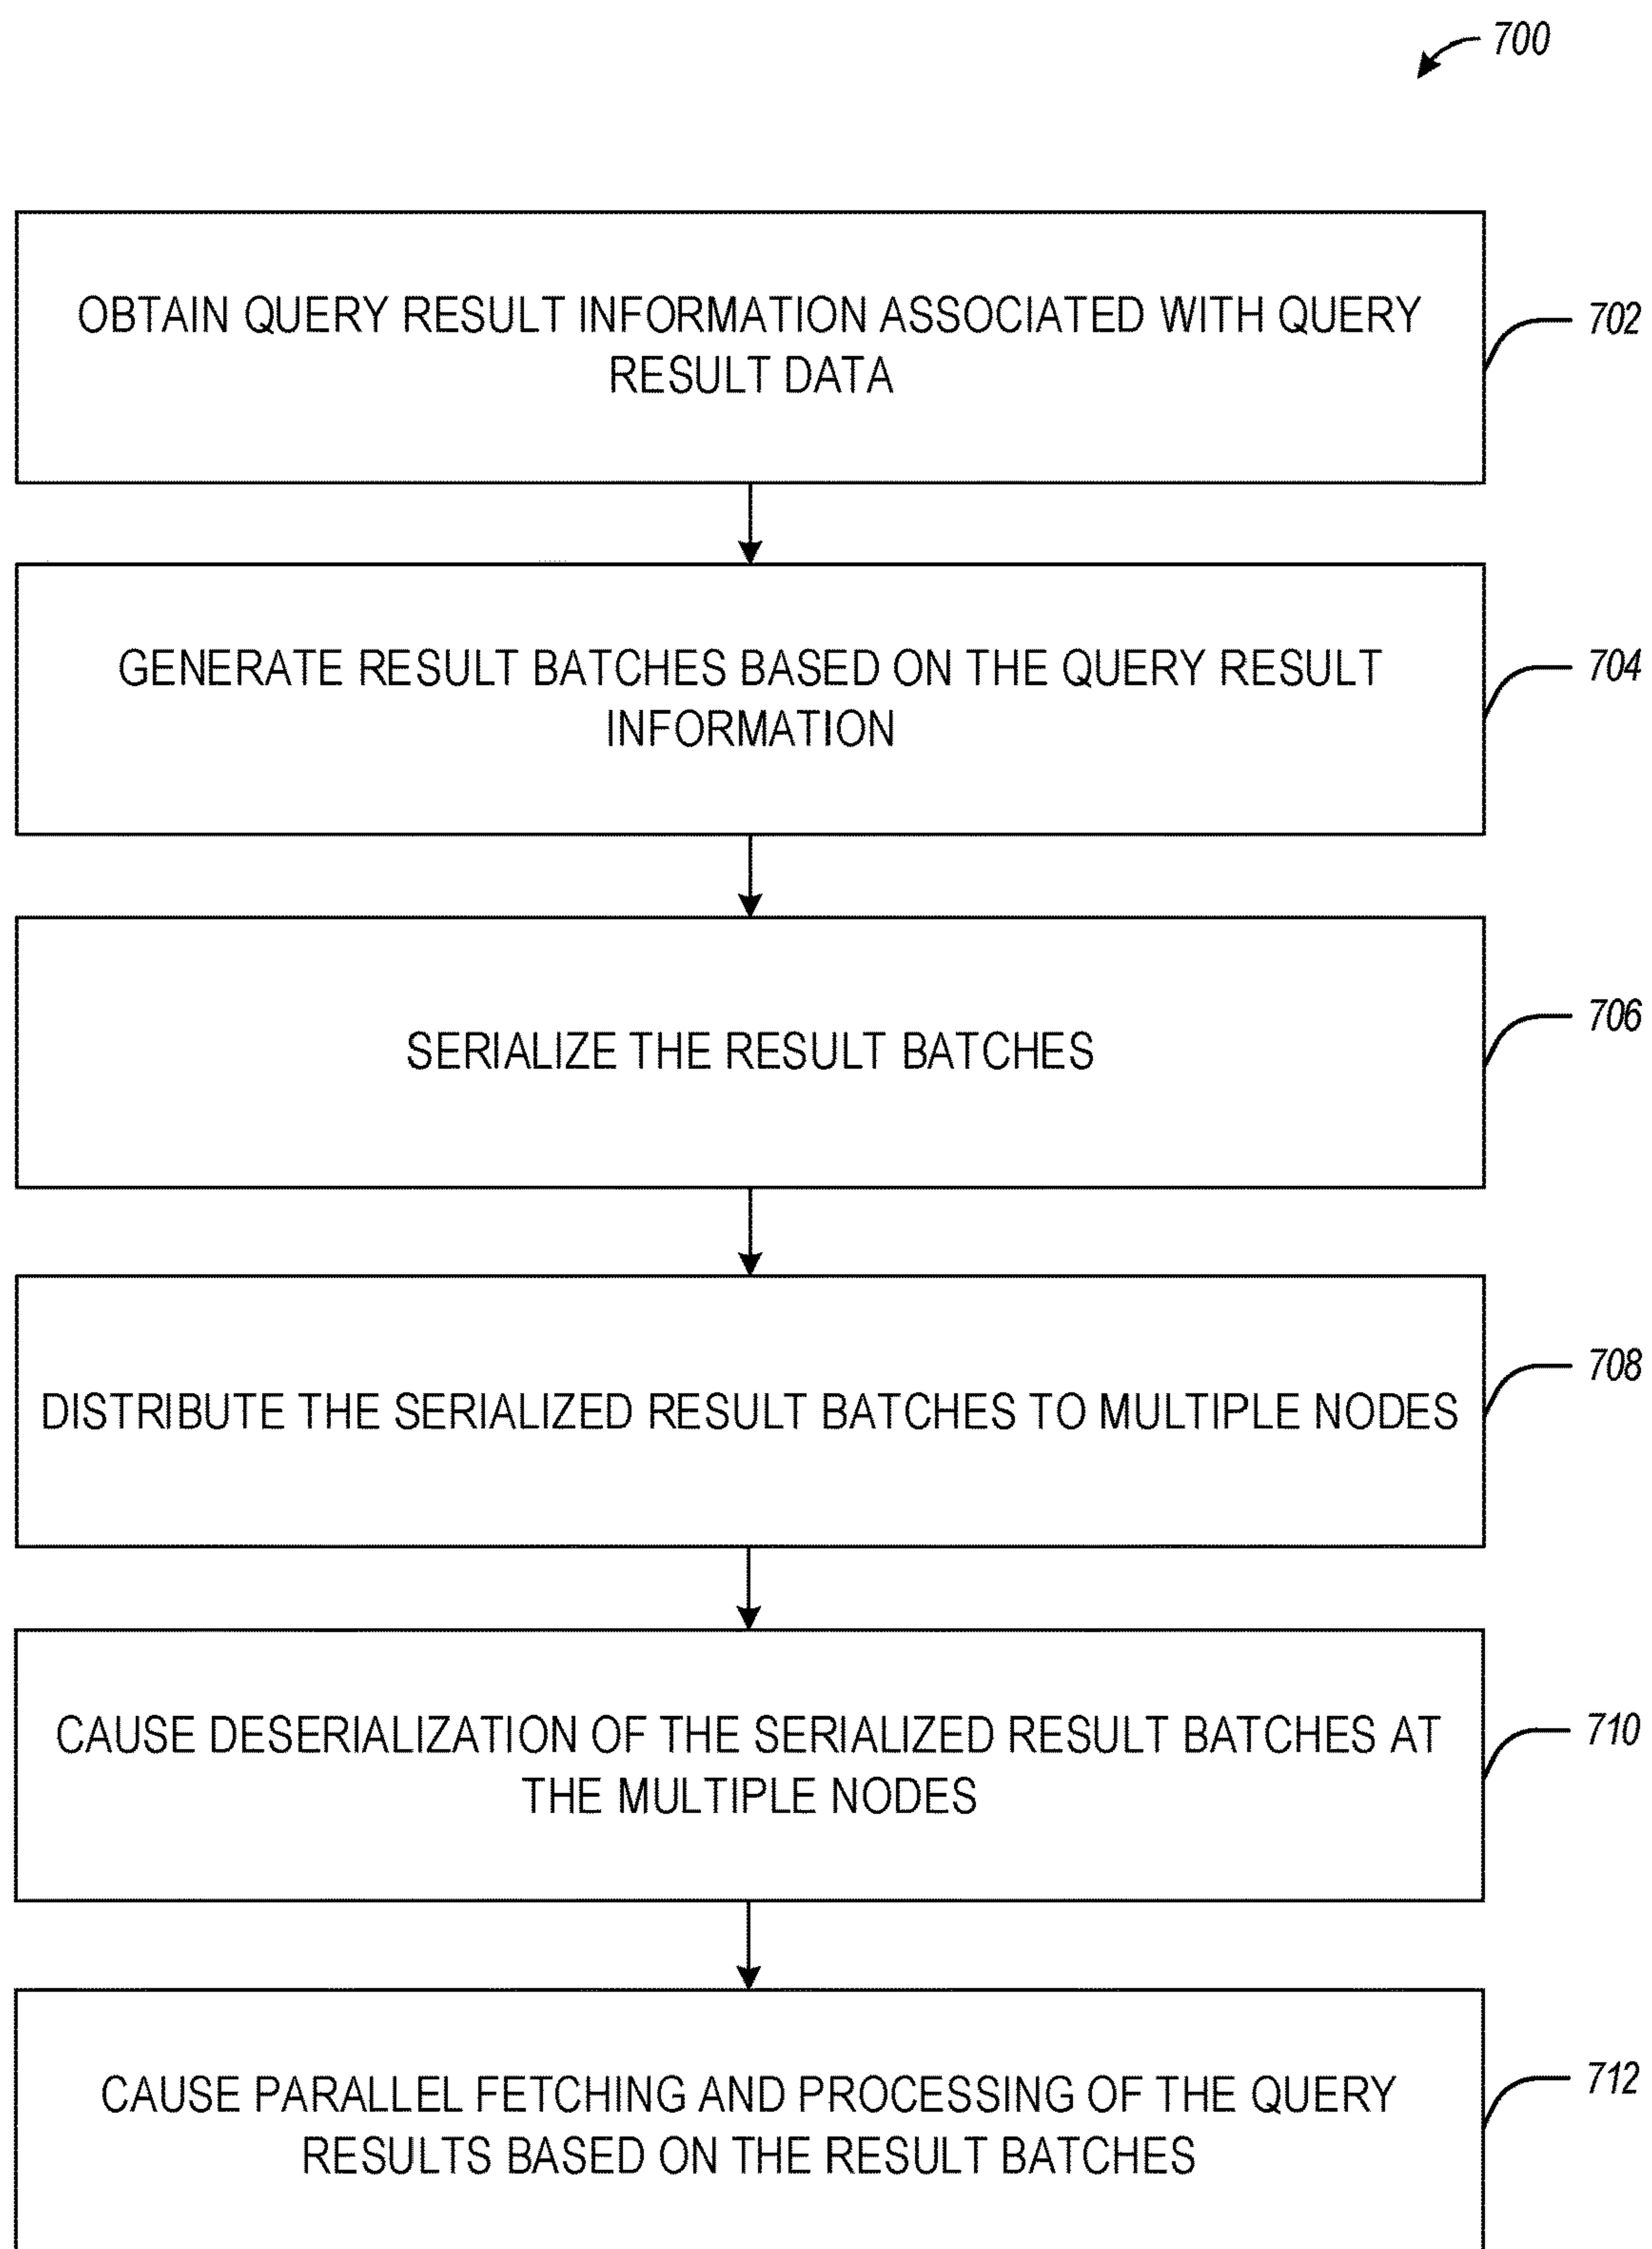 700
OBTAIN QUERY RESULT INFORMATION ASSOCIATED WITH QUERY
RESULT DATA
702
GENERATE RESULT BATCHES BASED ON THE QUERY RESULT
INFORMATION
704
SERIALIZE THE RESULT BATCHES
706
DISTRIBUTE THE SERIALIZED RESULT BATCHES TO MULTIPLE NODES
708
CAUSE DESERIALIZATION OF THE SERIALIZED RESULT BATCHES AT
THE MULTIPLE NODES
710
CAUSE PARALLEL FETCHING AND PROCESSING OF THE QUERY
RESULTS BASED ON THE RESULT BATCHES
712